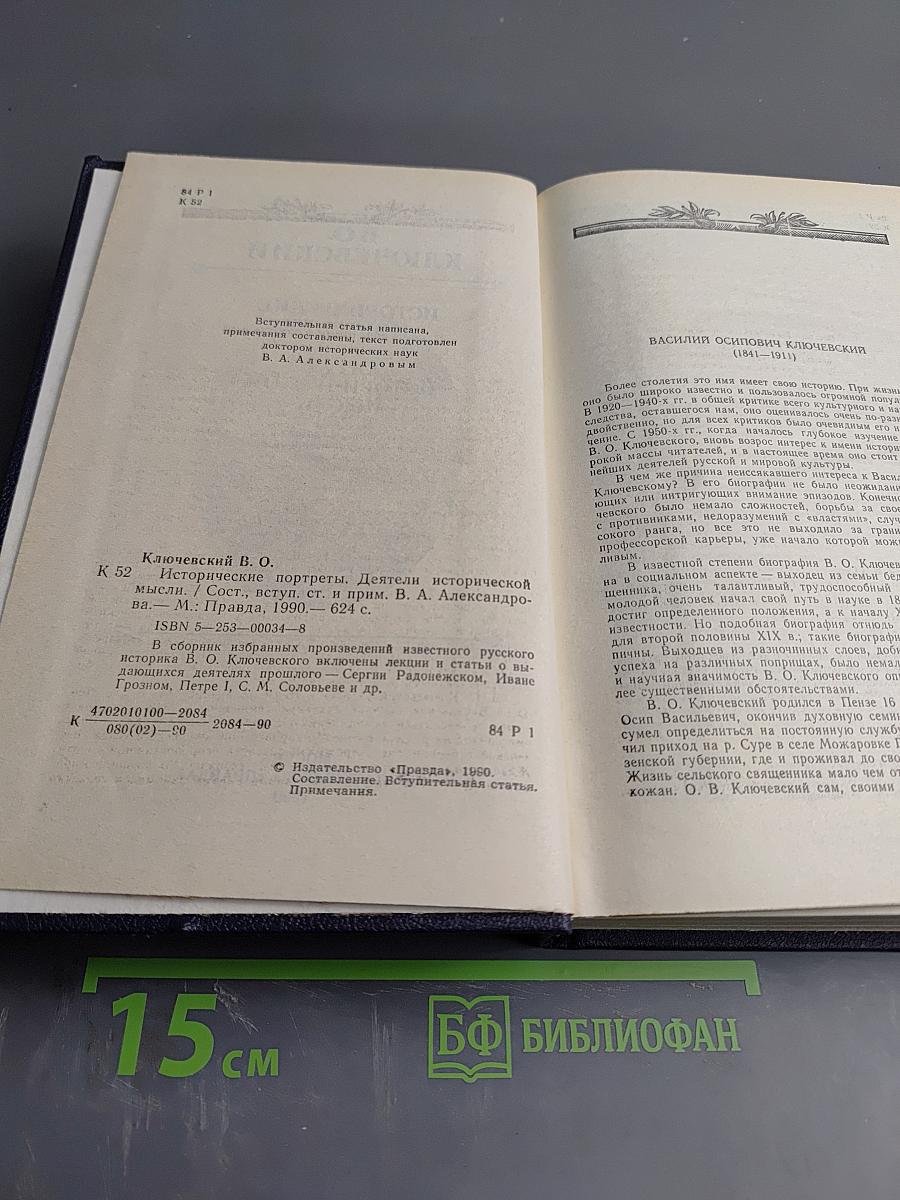 84 Р 1
К 52
Вступительная статья написана,
примечания составлены, текст подготовлен
доктором исторических наук
В. А. Александровым
Ключевский В. О.
К 52 Исторические портреты. Деятели исторической
мысли. / Сост., вступ. ст. и прим. В. А. Александро-
ва.— М.: Правда, 1990.— 624 с.
ISBN 5—253—00034—8
В сборник избранных произведений известного русского
историка В. О. Ключевского включены лекции и статьи о вы-
дающихся деятелях прошлого — Сергии Радонежском, Иване
Грозном, Петре I, С. М. Соловьеве и др.
К 4702010100—2084
080(02)—90 2084—90 84 Р 1
© Издательство «Правда», 1990.
Составление. Вступительная статья.
Примечания.
ВАСИЛИЙ ОСИПОВИЧ КЛЮЧЕВСКИЙ
(1841—1911)
Более столетия это имя имеет свою историю. При жизни
оно было широко известно и пользовалось огромной попул
В 1920—1940-х гг. в общей критике всего культурного и на
следства, оставшегося нам, оно оценивалось очень по-раз
двойственно, но для всех критиков было очевидным его н
чение. С 1950-х гг., когда началось глубокое изучение
В. О. Ключевского, вновь возрос интерес к имени истори
рокой массы читателей, и в настоящее время оно стоит
нейших деятелей русской и мировой культуры.
В чем же причина неиссякавшего интереса к Васил
Ключевскому? В его биографии не было неожидан
ющих или интригующих внимание эпизодов. Конечно
чевского было немало сложностей, борьбы за свое
с противниками, недоразумений с «властями», случ
сокого ранга, но все это не выходило за грани
профессорской карьеры, уже начало которой мож
ливым.
В известной степени биография В. О. Ключев
на в социальном аспекте — выходец из семьи бед
щенника, очень талантливый, трудоспособный
молодой человек начал свой путь в науке в 18
достиг определенного положения, а к началу X
известности. Но подобная биография отнюдь
для второй половины XIX в.; такие биографи
пичны. Выходцев из разночинных слоев, доби
успеха на различных поприщах, было немал
и научная значимость В. О. Ключевского опр
лее существенными обстоятельствами.
В. О. Ключевский родился в Пензе 16
Осип Васильевич, окончив духовную семин
сумел определиться на постоянную службу
чил приход на р. Суре в селе Можаровке П
зенской губернии, где и проживал до сво
Жизнь сельского священника мало чем от
кожан. О. В. Ключевский сам, своими
15 см
БФ БИБЛИОФАН